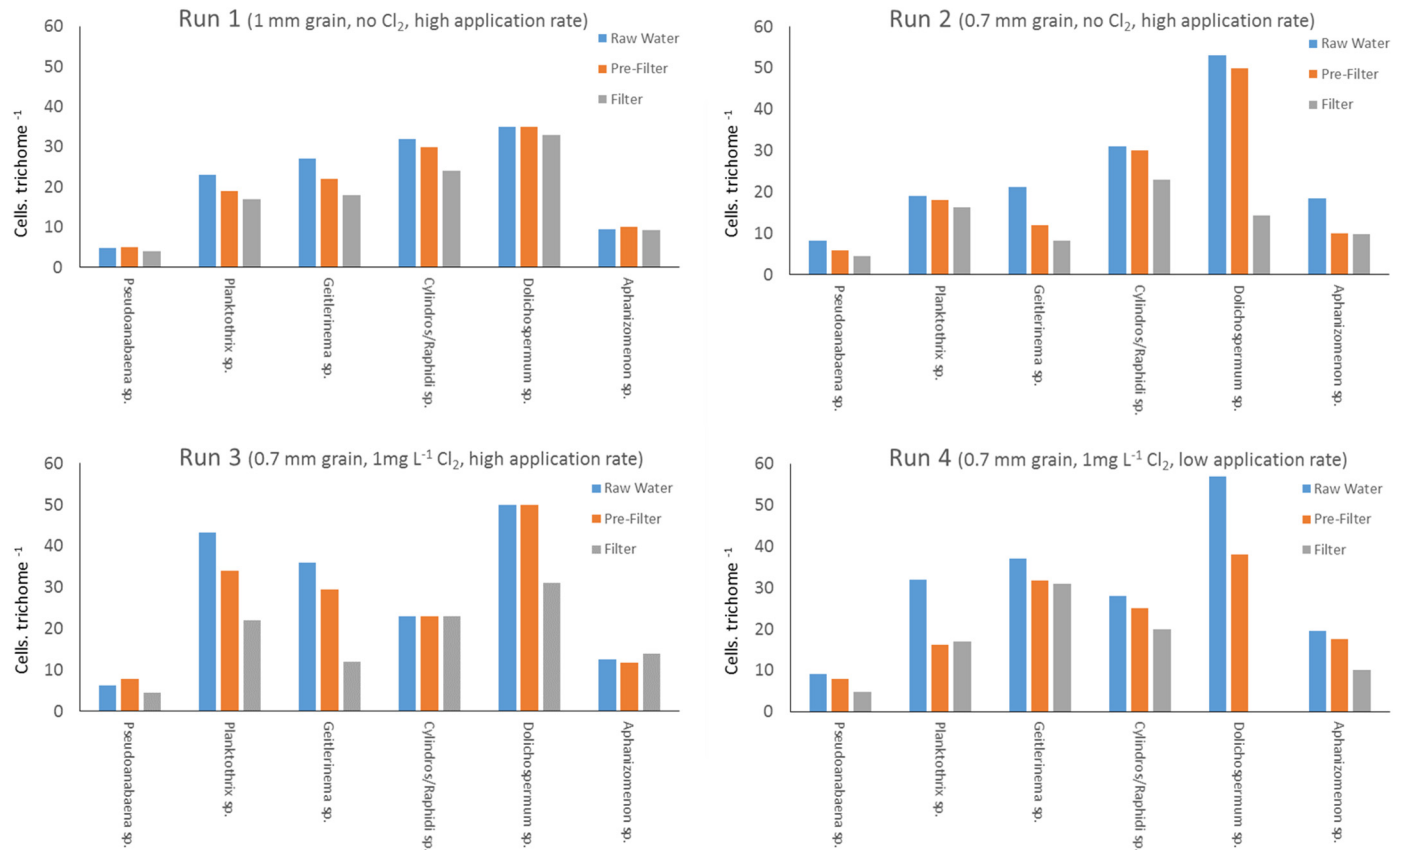 Run 1 (1 mm grain, no Cl2, high application rate)
Cells. trichome -1
60
50
40
30
20
10
0
Raw Water
Pre-Filter
Filter
Pseudoanabaena sp.
Planktothrix sp.
Geitlerinema sp.
Cylindros/Raphidi sp.
Dolichospermum sp.
Aphanizomenon sp.
Run 2 (0.7 mm grain, no Cl2, high application rate)
Cells. trichome -1
60
50
40
30
20
10
0
Raw Water
Pre-Filter
Filter
Pseudoanabaena sp.
Planktothrix sp.
Geitlerinema sp.
Cylindros/Raphidi sp.
Dolichospermum sp.
Aphanizomenon sp.
Run 3 (0.7 mm grain, 1mg L-1 Cl2, high application rate)
Cells. trichome -1
60
50
40
30
20
10
0
Raw Water
Pre-Filter
Filter
Pseudoanabaena sp.
Planktothrix sp.
Geitlerinema sp.
Cylindros/Raphidi sp.
Dolichospermum sp.
Aphanizomenon sp.
Run 4 (0.7 mm grain, 1mg L-1 Cl2, low application rate)
Cells. trichome -1
60
50
40
30
20
10
0
Raw Water
Pre-Filter
Filter
Pseudoanabaena sp.
Planktothrix sp.
Geitlerinema sp.
Cylindros/Raphidi sp.
Dolichospermum sp.
Aphanizomenon sp.